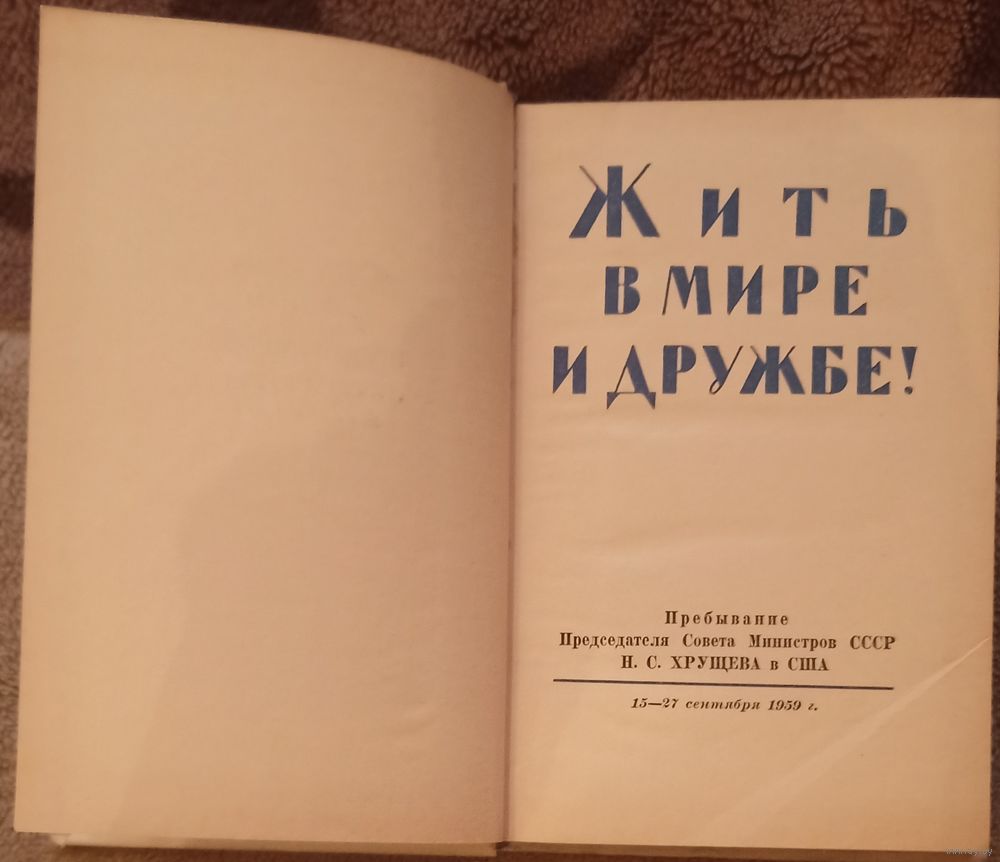 Жить
в мире
и дружбе!
Пребывание
Председателя Совета Министров СССР
Н. С. ХРУЩЕВА в США
15—27 сентября 1959 г.